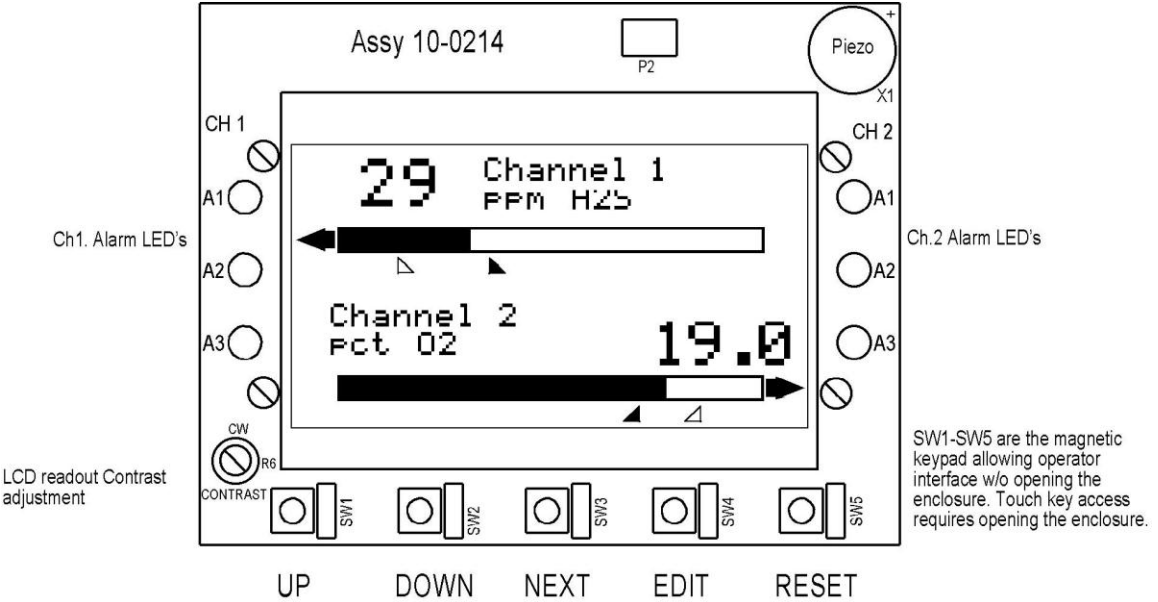 Assy 10-0214
P2
Piezo
+
X1
CH 1
CH 2
29 Channel 1
ppm H2S
A1
A1
Ch1. Alarm LED's
Ch.2 Alarm LED's
A2
A2
Channel 2
pct O2
19.0
A3
A3
CW
R6
CONTRAST
LCD readout Contrast
adjustment
SW1-SW5 are the magnetic
keypad allowing operator
interface w/o opening the
enclosure. Touch key access
requires opening the enclosure.
SW1
SW2
SW3
SW4
SW5
UP DOWN NEXT EDIT RESET